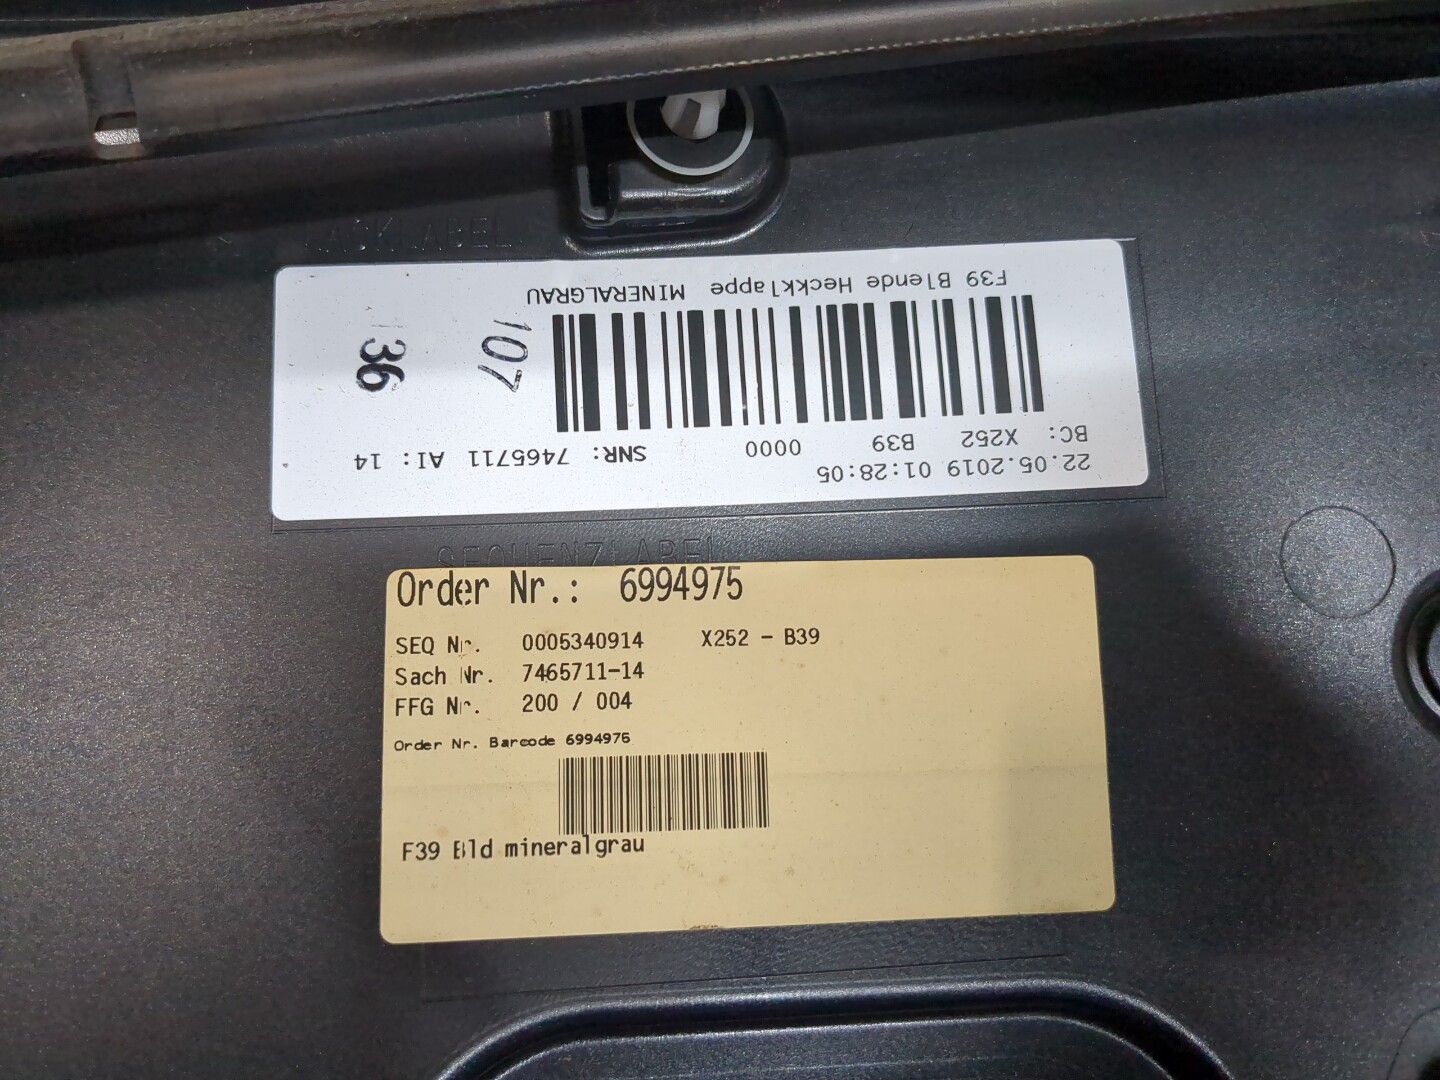 LACKLABEL
F39 Blende Heckklappe MINERALGRAU
107
36
BC: X252 B39 0000 SNR: 7465711 AI: 14
22.05.2019 01:28:05
SEQUENZLABEL
Order Nr.: 6994975
SEQ Nr. 0005340914 X252 - B39
Sach Nr. 7465711-14
FFG Nr. 200 / 004
Order Nr. Barcode 6994975
F39 Bld mineralgrau